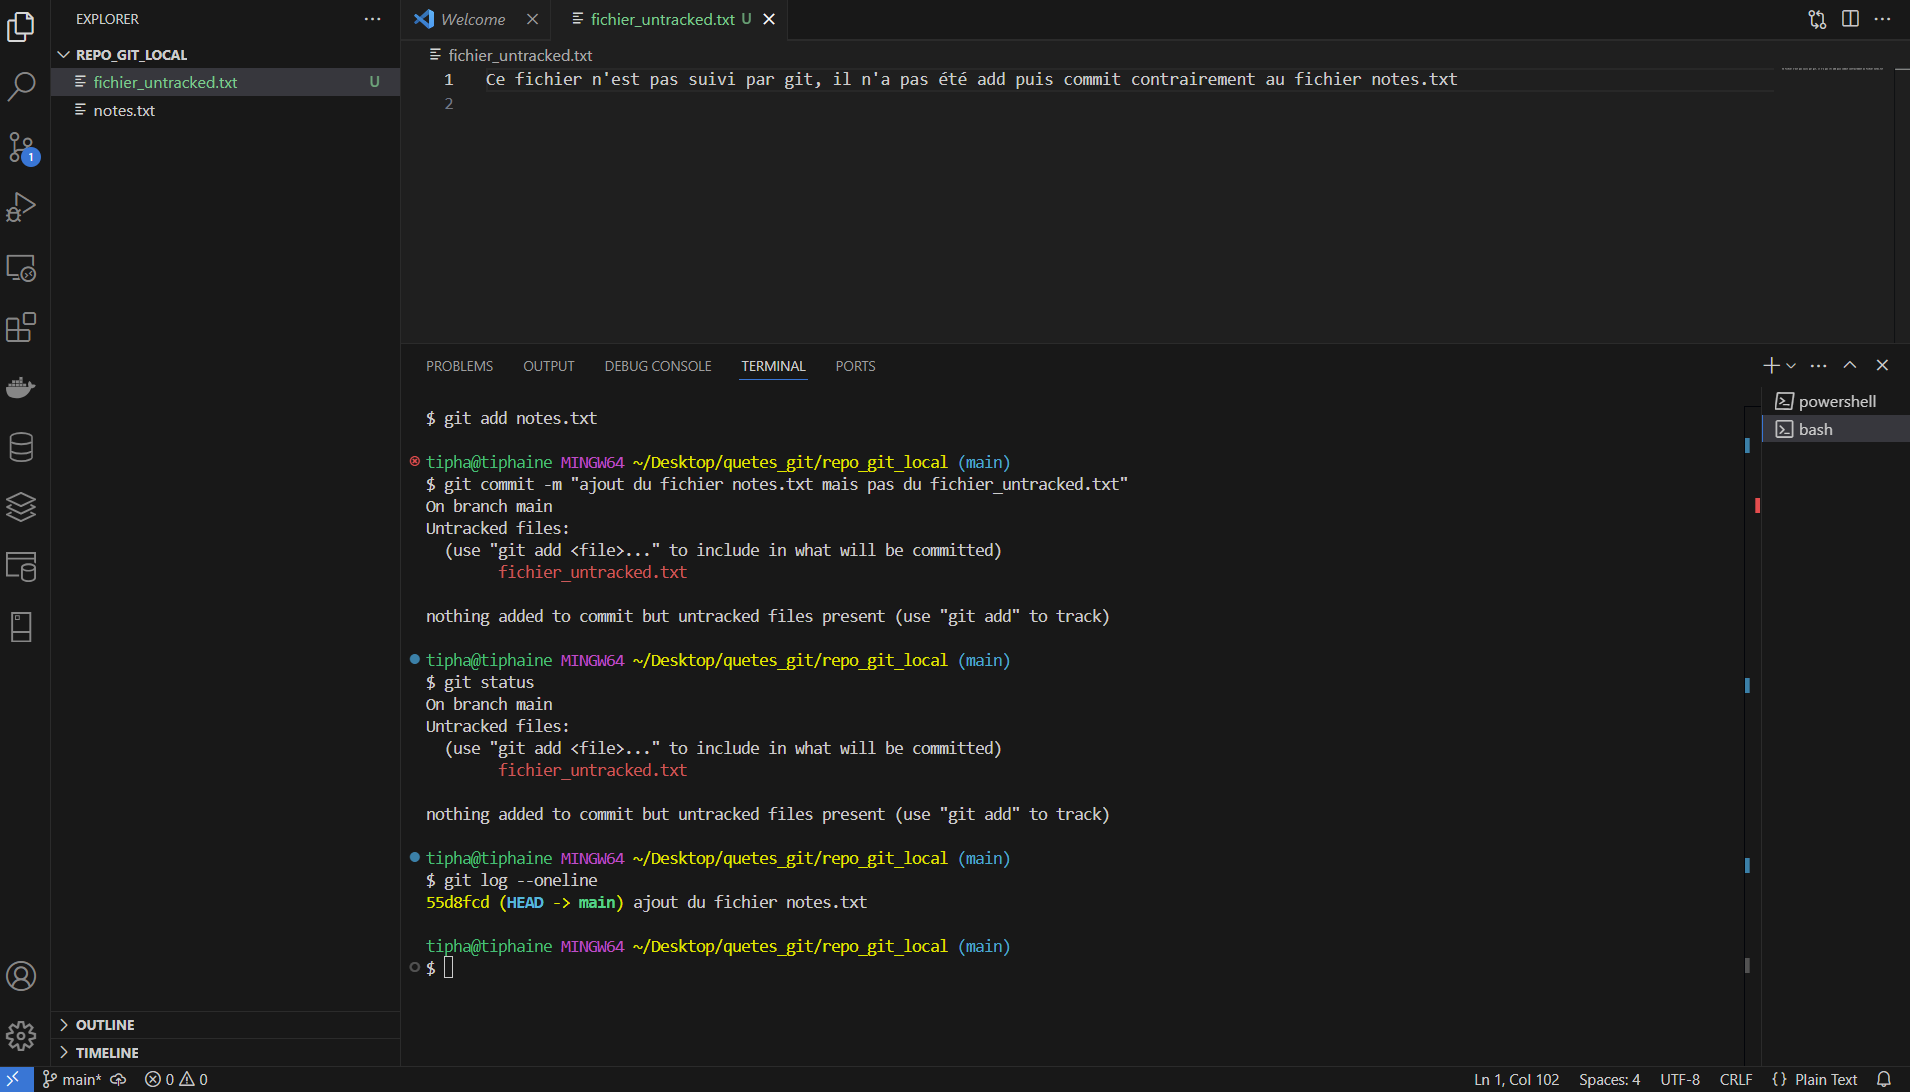 EXPLORER
REPO_GIT_LOCAL
fichier_untracked.txt U
notes.txt
OUTLINE
TIMELINE
Welcome
fichier_untracked.txt U
fichier_untracked.txt
1 Ce fichier n'est pas suivi par git, il n'a pas été add puis commit contrairement au fichier notes.txt
2
PROBLEMS OUTPUT DEBUG CONSOLE TERMINAL PORTS
$ git add notes.txt
tipha@tiphaine MINGW64 ~/Desktop/quetes_git/repo_git_local (main)
$ git commit -m "ajout du fichier notes.txt mais pas du fichier_untracked.txt"
On branch main
Untracked files:
(use "git add <file>..." to include in what will be committed)
fichier_untracked.txt
nothing added to commit but untracked files present (use "git add" to track)
tipha@tiphaine MINGW64 ~/Desktop/quetes_git/repo_git_local (main)
$ git status
On branch main
Untracked files:
(use "git add <file>..." to include in what will be committed)
fichier_untracked.txt
nothing added to commit but untracked files present (use "git add" to track)
tipha@tiphaine MINGW64 ~/Desktop/quetes_git/repo_git_local (main)
$ git log --oneline
55d8fcd (HEAD -> main) ajout du fichier notes.txt
tipha@tiphaine MINGW64 ~/Desktop/quetes_git/repo_git_local (main)
$
powershell
bash
1
main* 0 0
Ln 1, Col 102 Spaces: 4 UTF-8 CRLF {} Plain Text